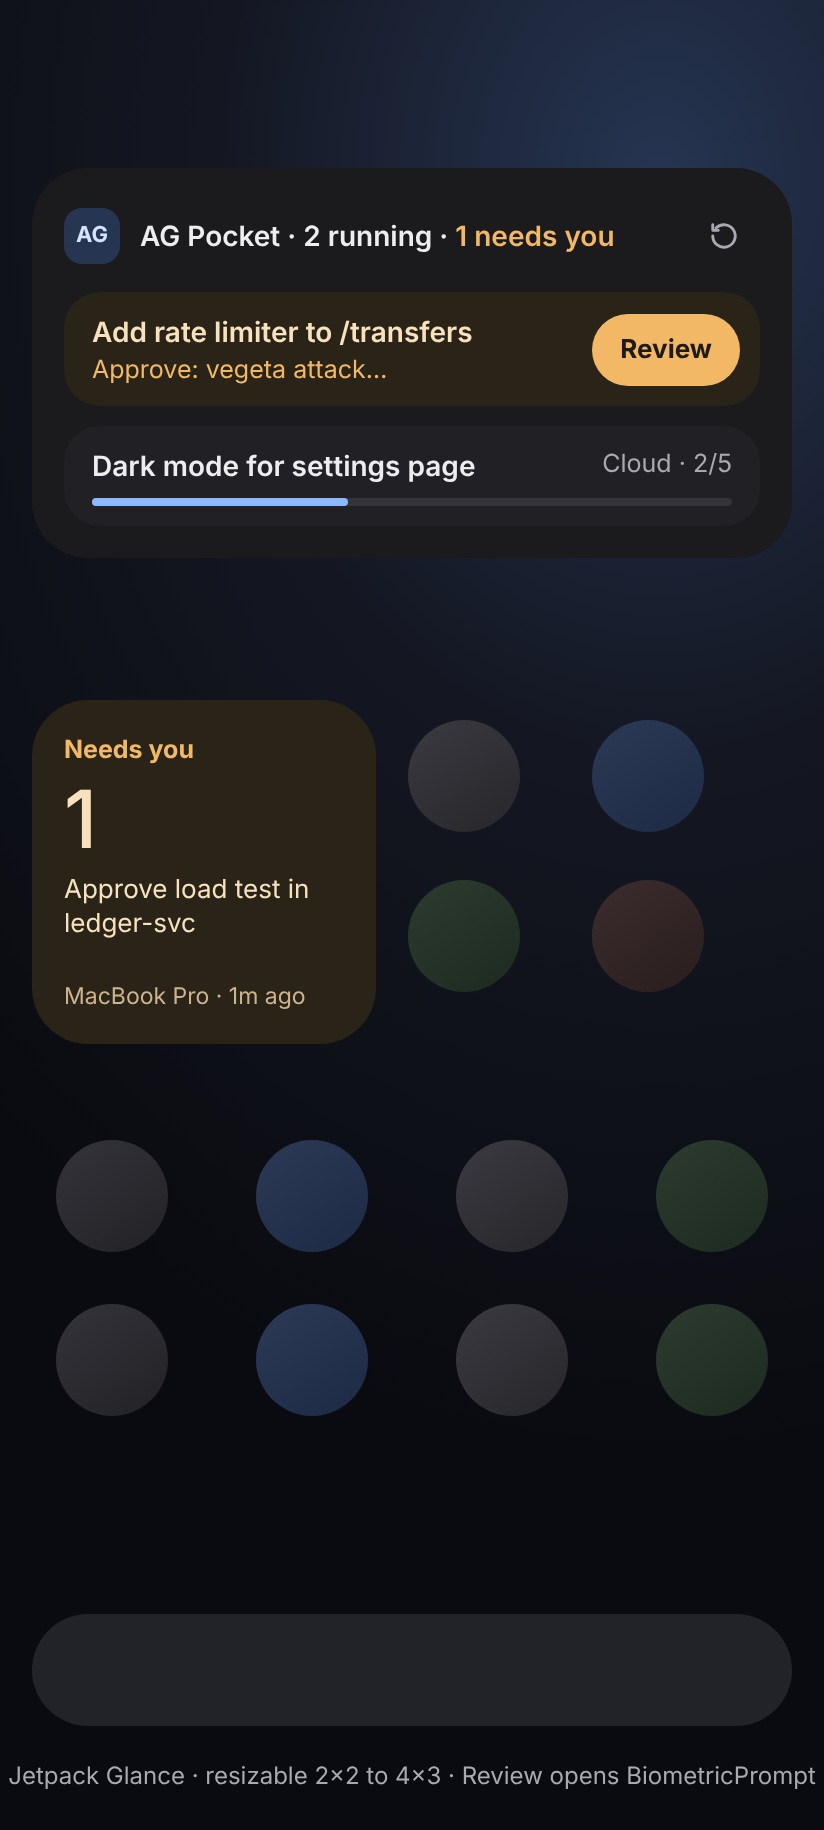 AG
AG Pocket · 2 running · 1 needs you
Add rate limiter to /transfers
Approve: vegeta attack…
Review
Dark mode for settings page
Cloud · 2/5
Needs you
1
Approve load test in
ledger-svc
MacBook Pro · 1m ago
Jetpack Glance · resizable 2×2 to 4×3 · Review opens BiometricPrompt